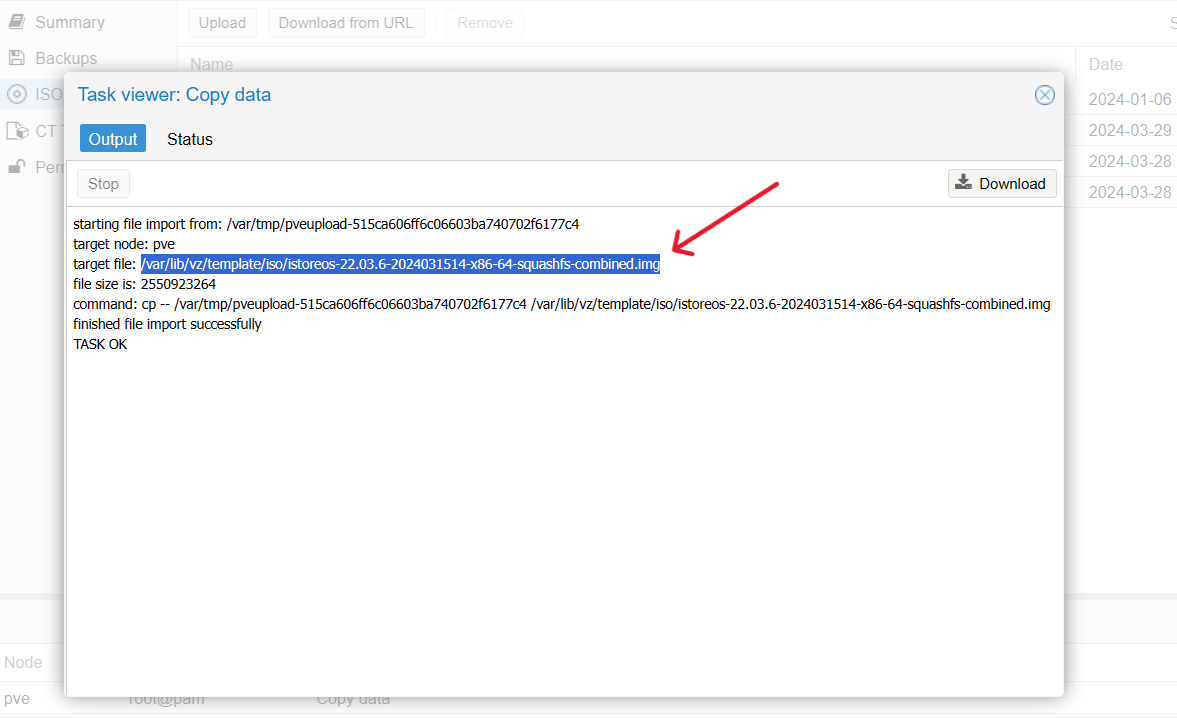 Summary
Upload
Download from URL
Remove
S
Backups
Name
Date
ISO
CT T
Task viewer: Copy data
2024-01-06
2024-03-29
2024-03-28
2024-03-28
Output
Status
Stop
Download
starting file import from: /var/tmp/pveupload-515ca606ff6c06603ba740702f6177c4
target node: pve
target file: /var/lib/vz/template/iso/istoreos-22.03.6-2024031514-x86-64-squashfs-combined.img
file size is: 2550923264
command: cp -- /var/tmp/pveupload-515ca606ff6c06603ba740702f6177c4 /var/lib/vz/template/iso/istoreos-22.03.6-2024031514-x86-64-squashfs-combined.img
finished file import successfully
TASK OK
Node
pve
root@pam
Copy data